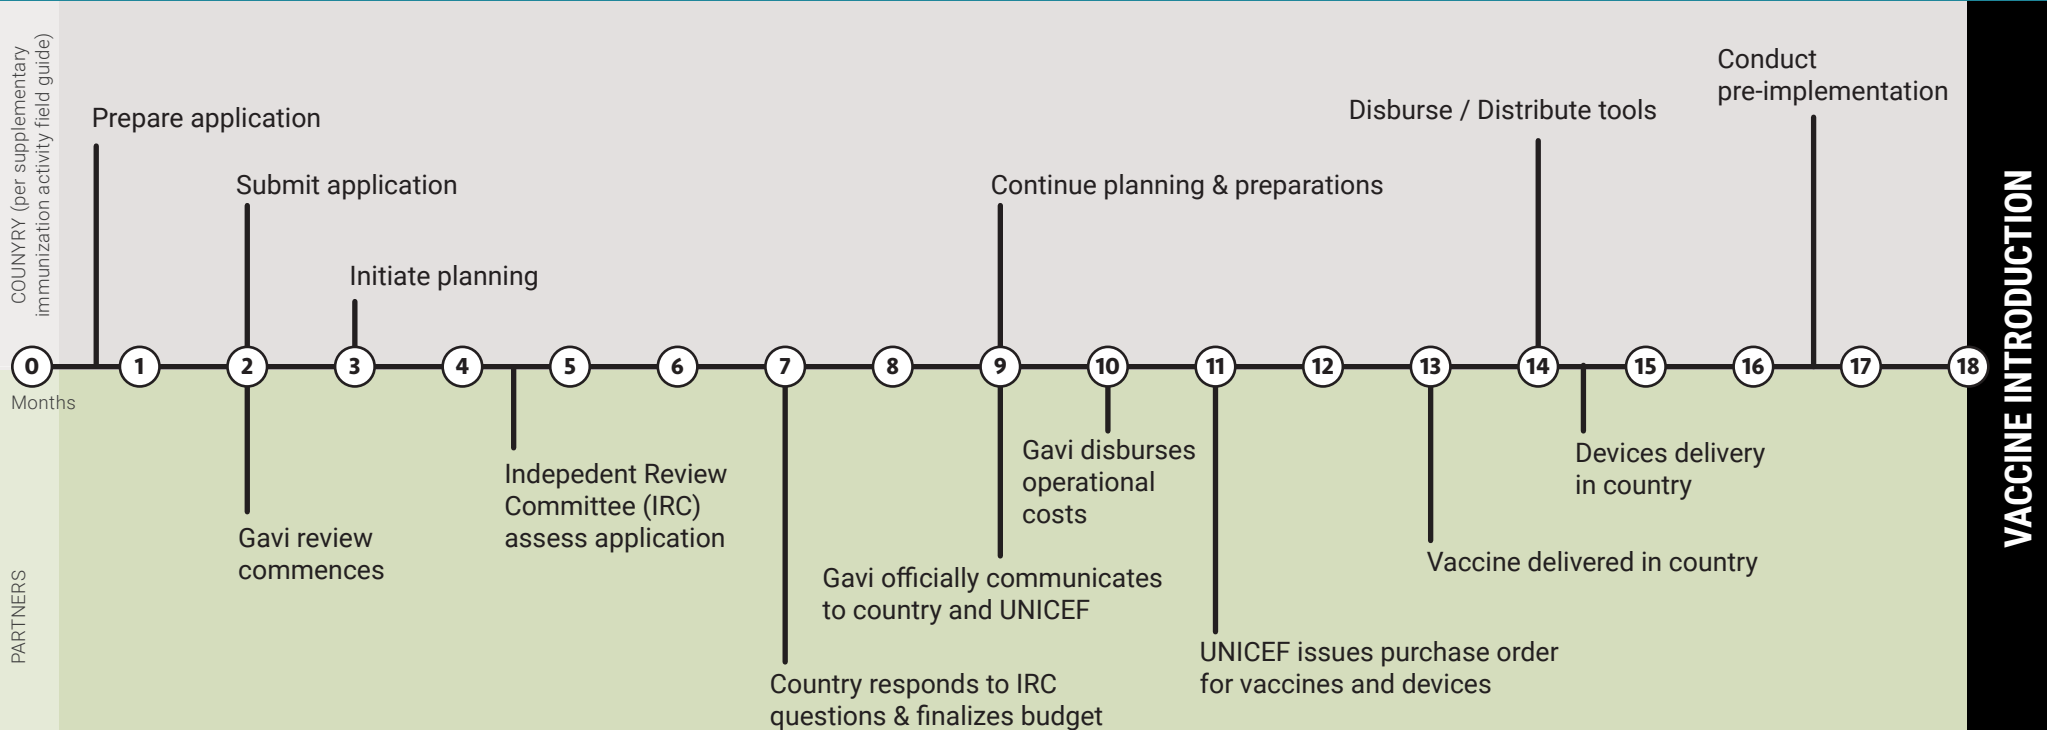 COUNYRY (per supplementary
immunization activity field guide)
Prepare application
Submit application
Initiate planning
Continue planning & preparations
Disburse / Distribute tools
Conduct
pre-implementation
0 1 2 3 4 5 6 7 8 9 10 11 12 13 14 15 16 17 18
Months
VACCINE INTRODUCTION
PARTNERS
Gavi review
commences
Indepedent Review
Committee (IRC)
assess application
Country responds to IRC
questions & finalizes budget
Gavi officially communicates
to country and UNICEF
Gavi disburses
operational
costs
UNICEF issues purchase order
for vaccines and devices
Vaccine delivered in country
Devices delivery
in country